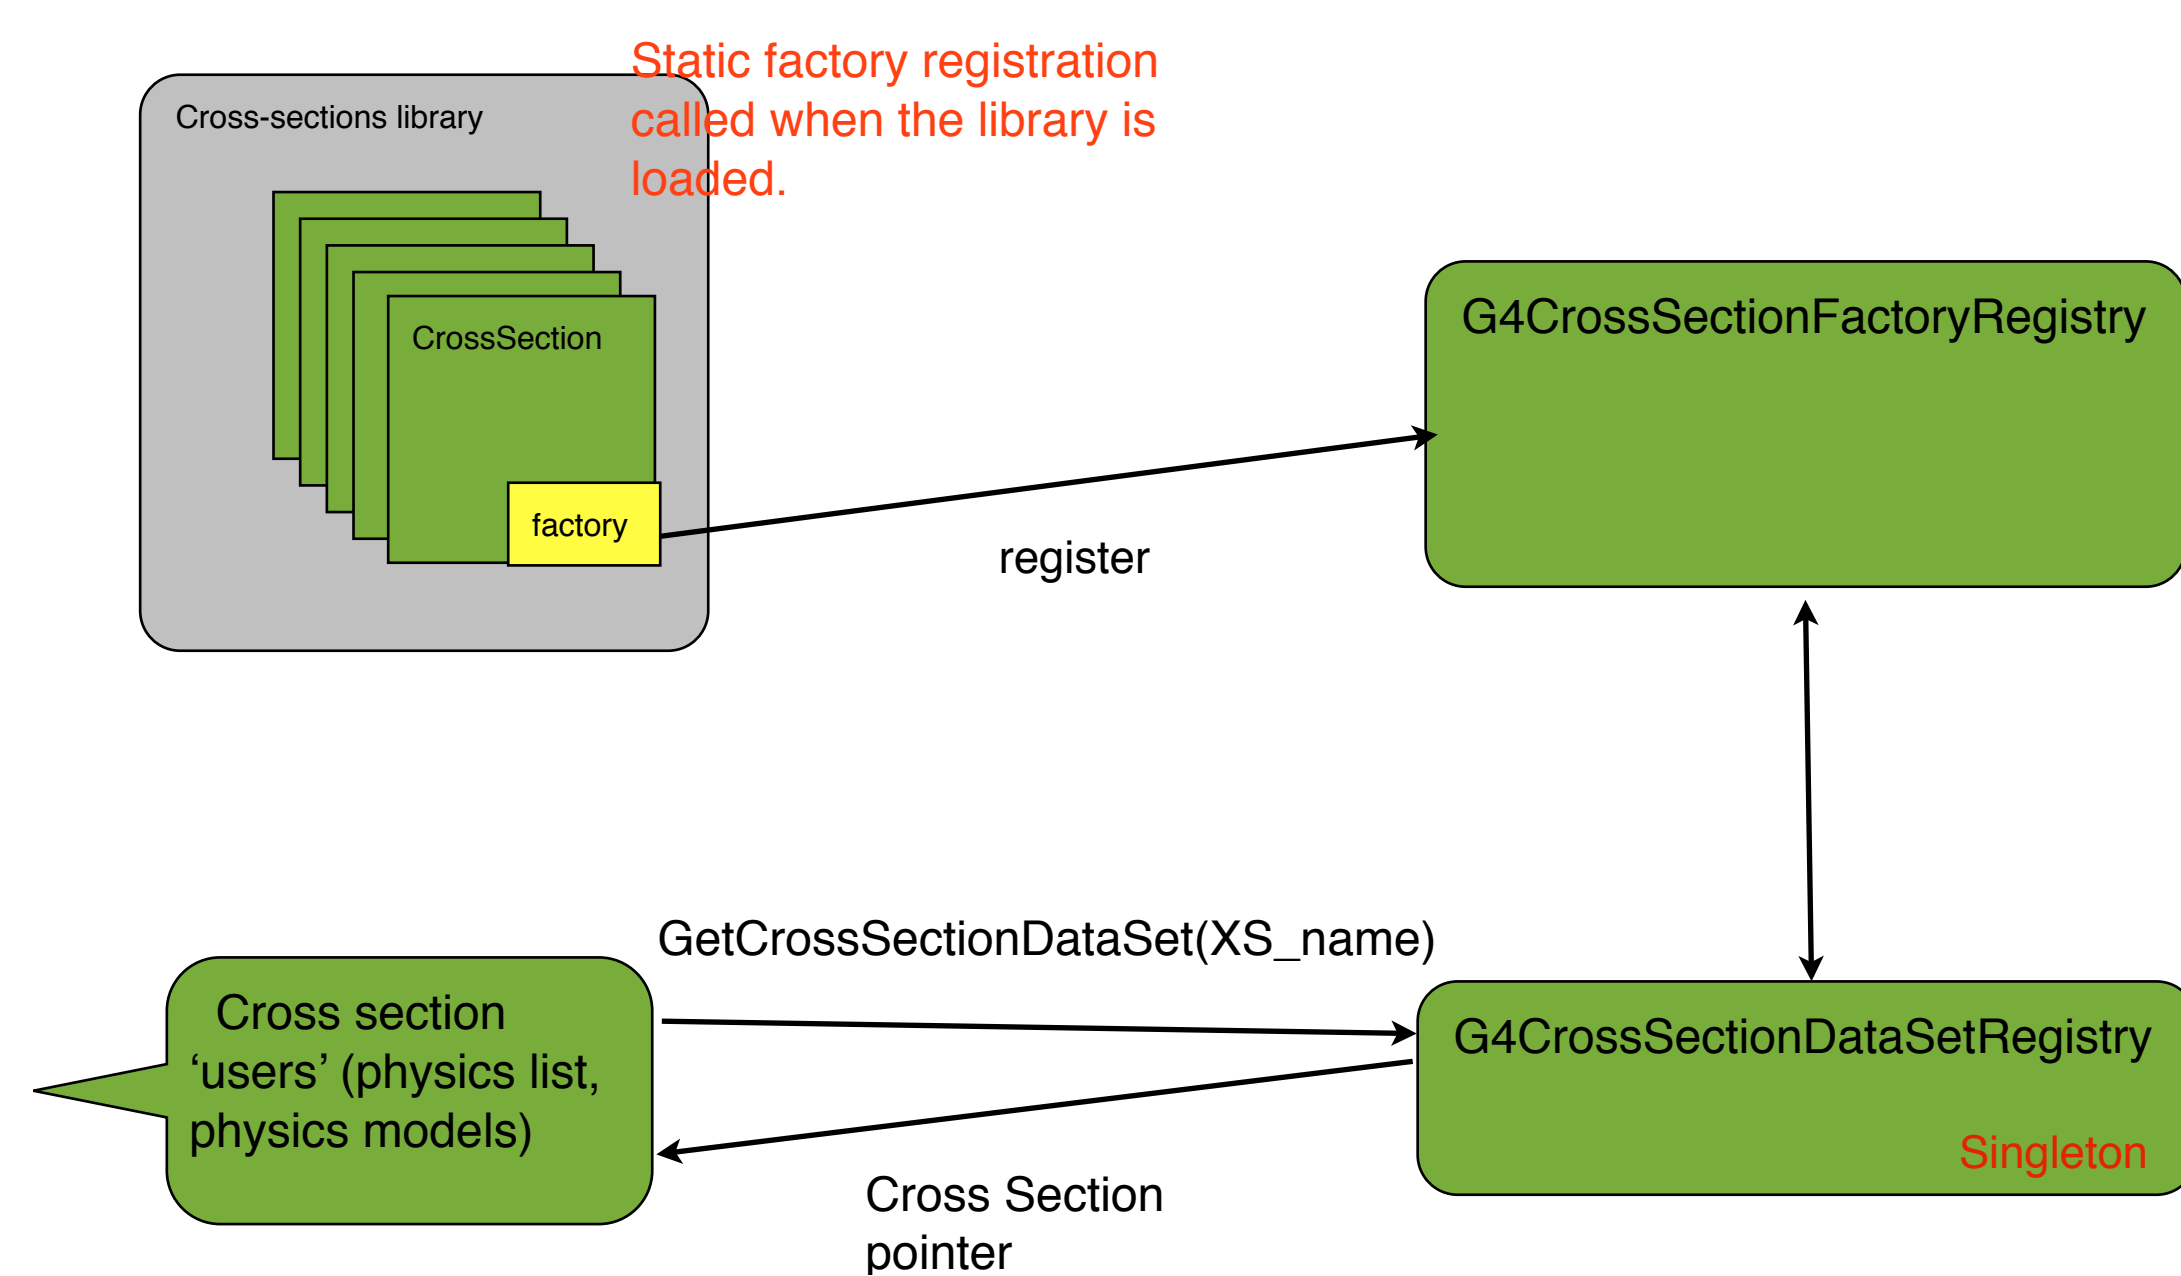 Static factory registration
called when the library is
loaded.
Cross-sections library
CrossSection
factory
register
G4CrossSectionFactoryRegistry
GetCrossSectionDataSet(XS_name)
Cross section
‘users’ (physics list,
physics models)
G4CrossSectionDataSetRegistry
Singleton
Cross Section
pointer